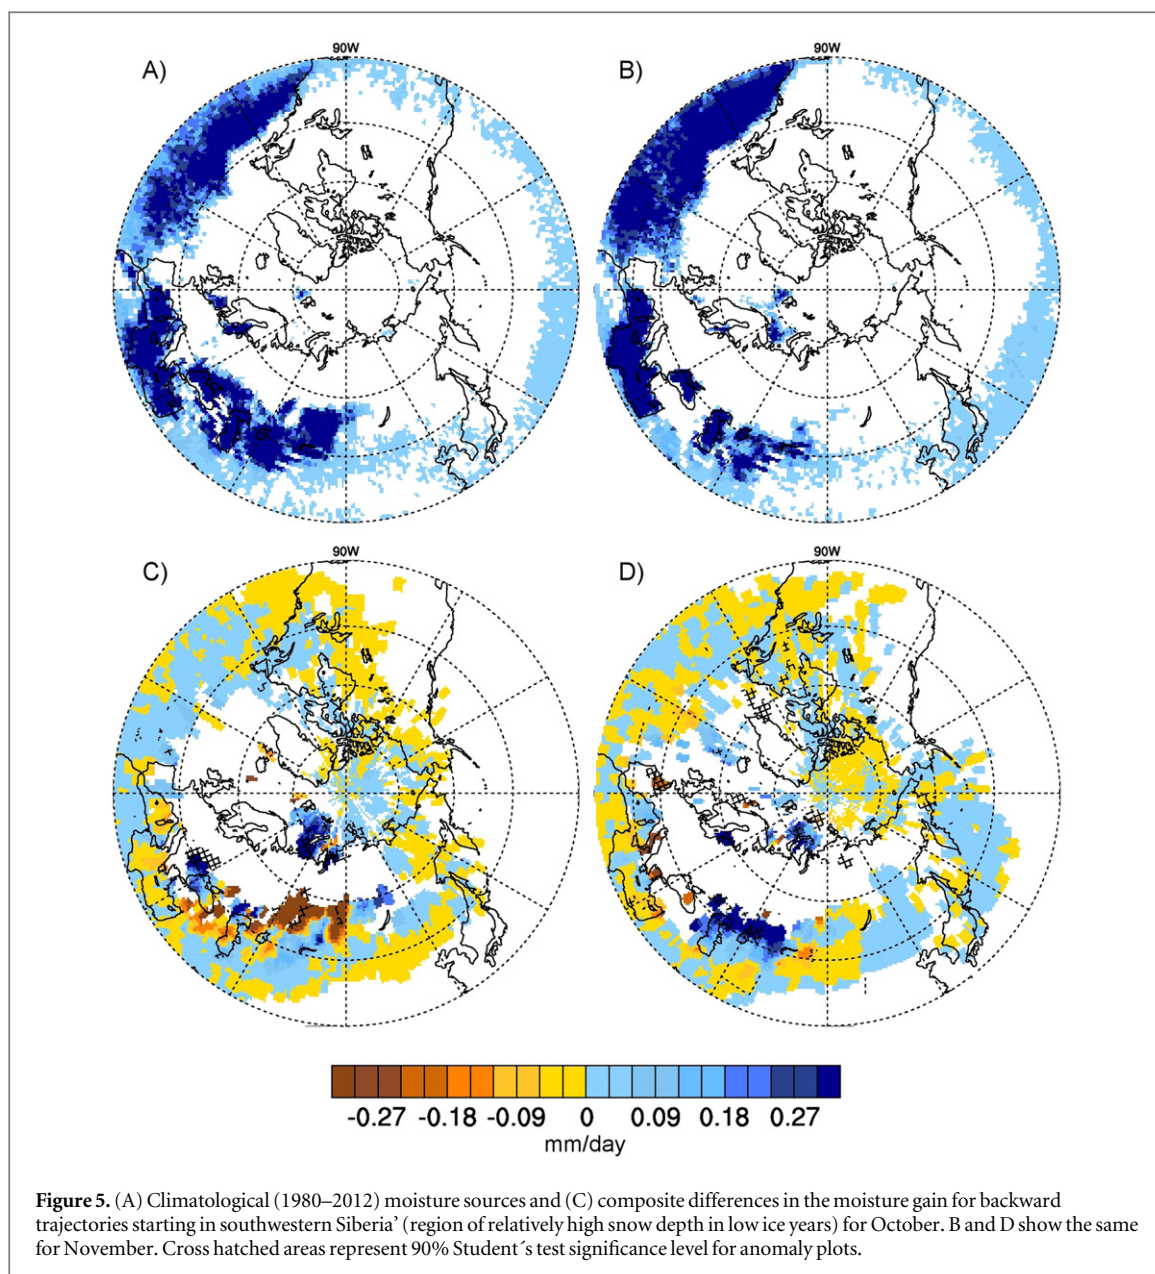 90W
90W
A)
B)
90W
90W
C)
D)
-0.27 -0.18 -0.09 0 0.09 0.18 0.27
mm/day
Figure 5. (A) Climatological (1980–2012) moisture sources and (C) composite differences in the moisture gain for backward
trajectories starting in southwestern Siberia’ (region of relatively high snow depth in low ice years) for October. B and D show the same
for November. Cross hatched areas represent 90% Student´s test significance level for anomaly plots.